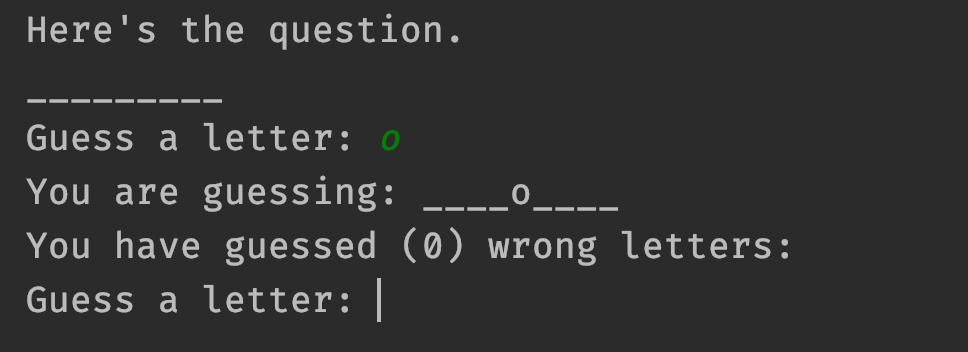 Here's the question.
_________
Guess a letter: o
You are guessing: ____o____
You have guessed (0) wrong letters:
Guess a letter: